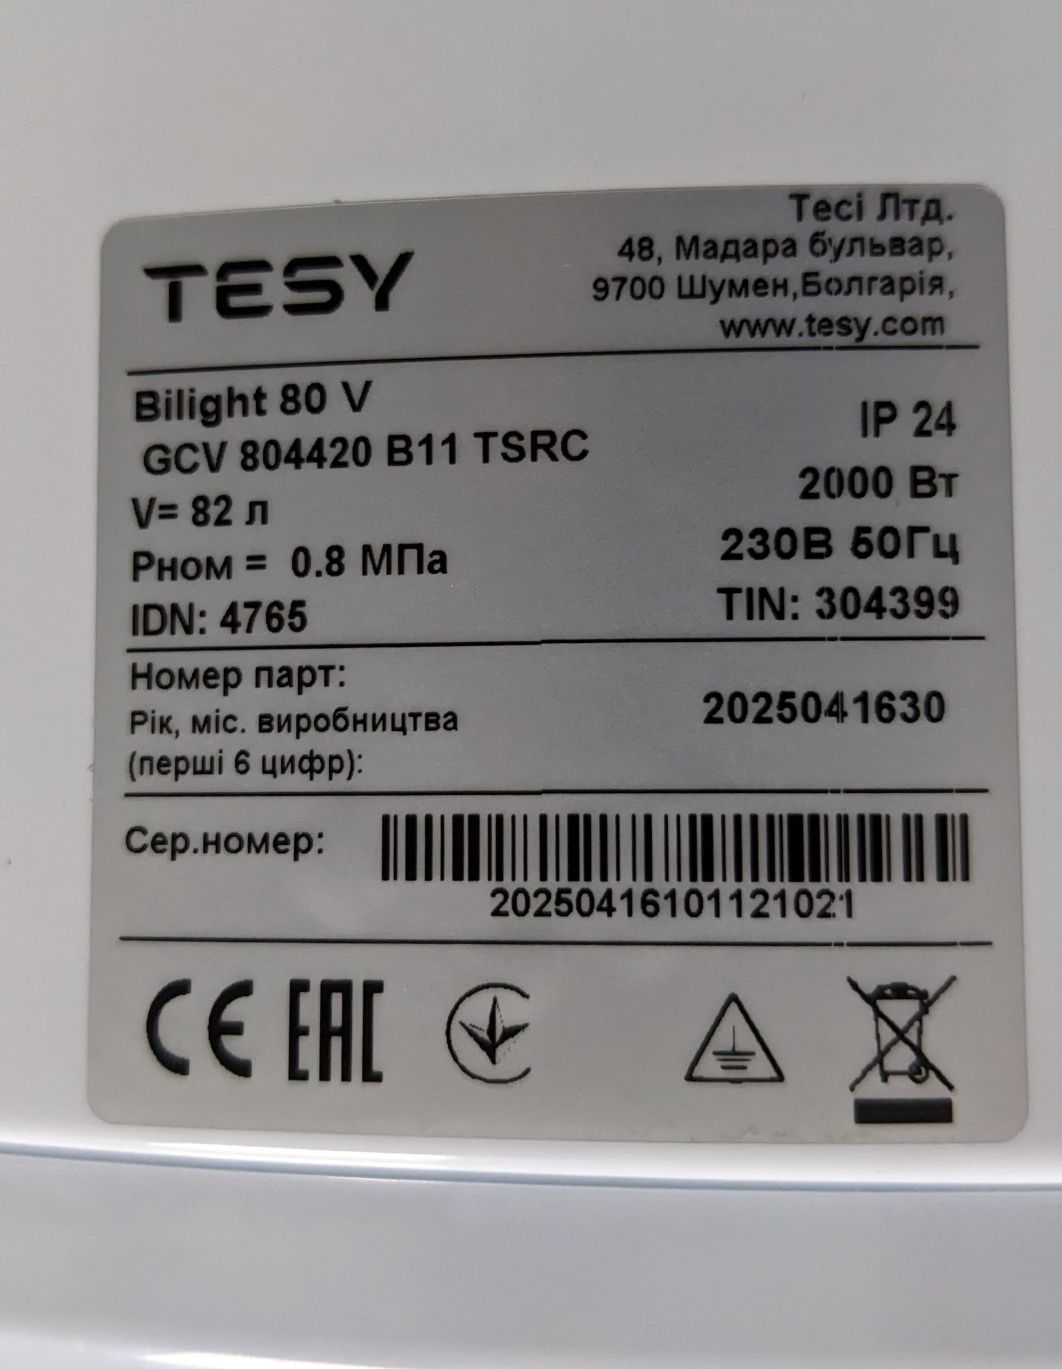 TESY
Тесі Лтд.
48, Мадара бульвар,
9700 Шумен,Болгарія,
www.tesy.com
Bilight 80 V
GCV 804420 B11 TSRC
V= 82 л
Pном = 0.8 МПа
IDN: 4765
IP 24
2000 Вт
230В 50Гц
TIN: 304399
Номер парт:
Рік, міс. виробництва
(перші 6 цифр):
2025041630
Сер.номер:
20250416101121021
CE EAC